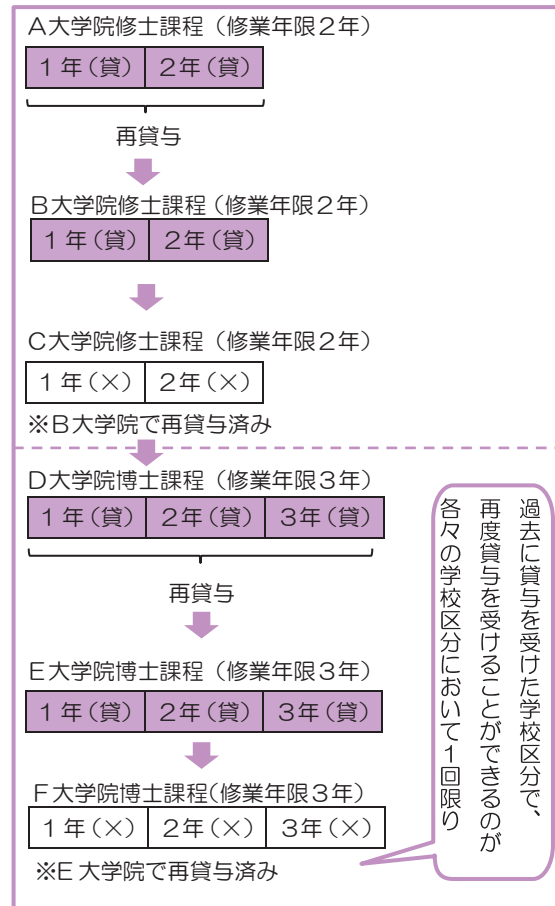 A大学院修士課程（修業年限２年）
１年（貸） ２年（貸）
再貸与
B大学院修士課程（修業年限２年）
１年（貸） ２年（貸）
C大学院修士課程（修業年限２年）
１年（×） ２年（×）
※B大学院で再貸与済み
D大学院博士課程（修業年限３年）
１年（貸） ２年（貸） ３年（貸）
再貸与
E大学院博士課程（修業年限３年）
１年（貸） ２年（貸） ３年（貸）
F大学院博士課程(修業年限３年）
１年（×） ２年（×） ３年（×）
※E大学院で再貸与済み
過去に貸与を受けた学校区分で、
再度貸与を受けることができるのが
各々の学校区分において１回限り